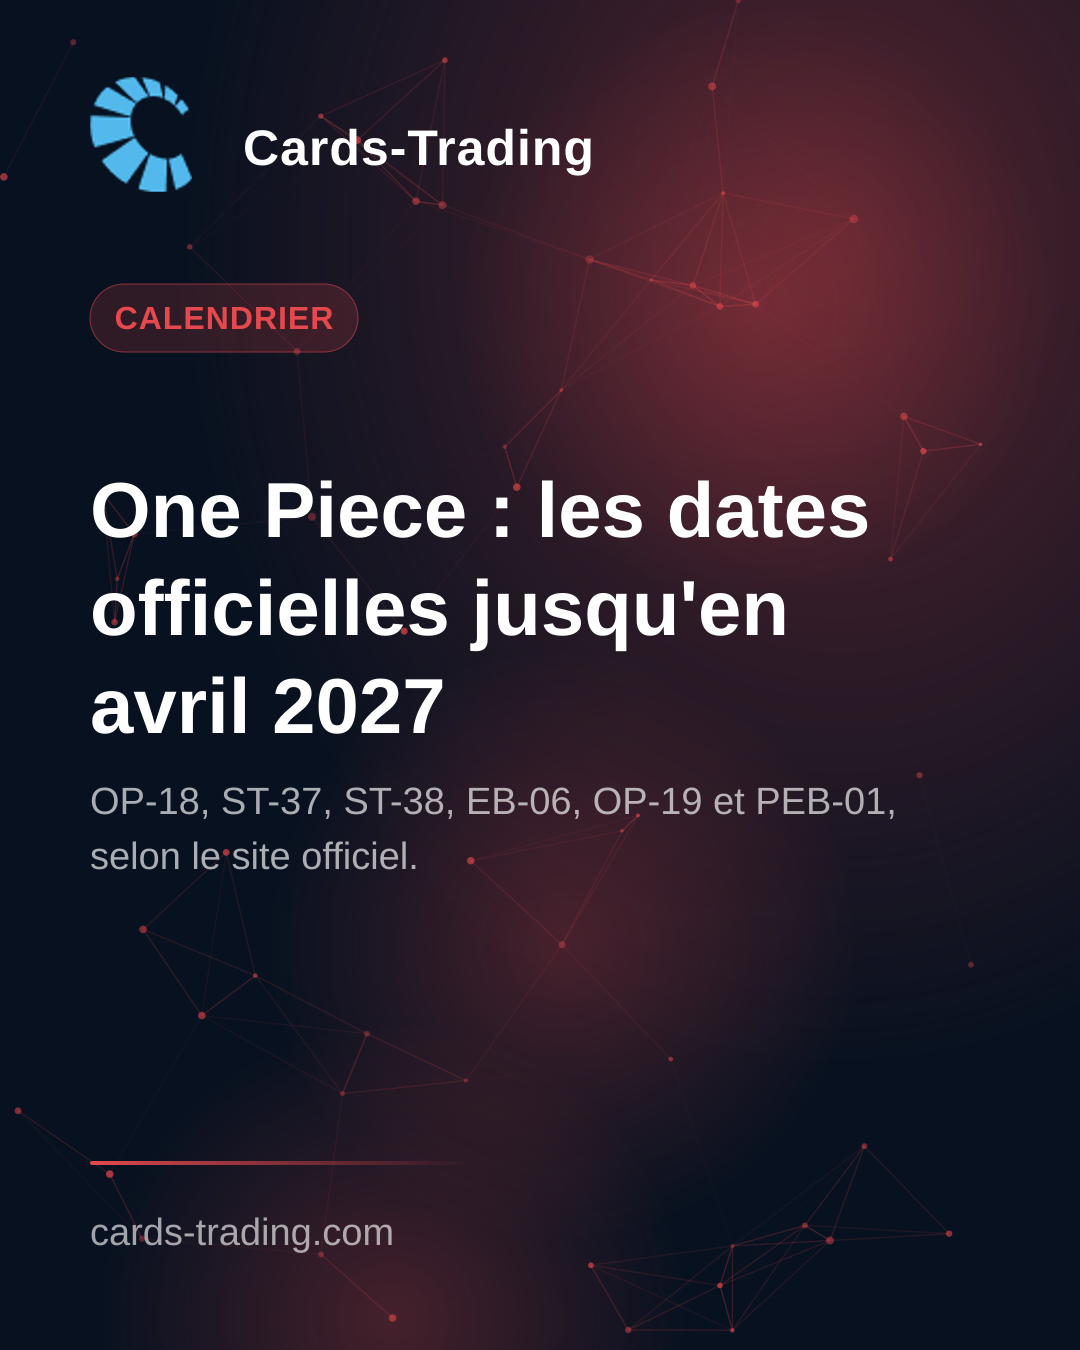 Cards-Trading
CALENDRIER
One Piece : les dates
officielles jusqu'en
avril 2027
OP-18, ST-37, ST-38, EB-06, OP-19 et PEB-01,
selon le site officiel.
cards-trading.com